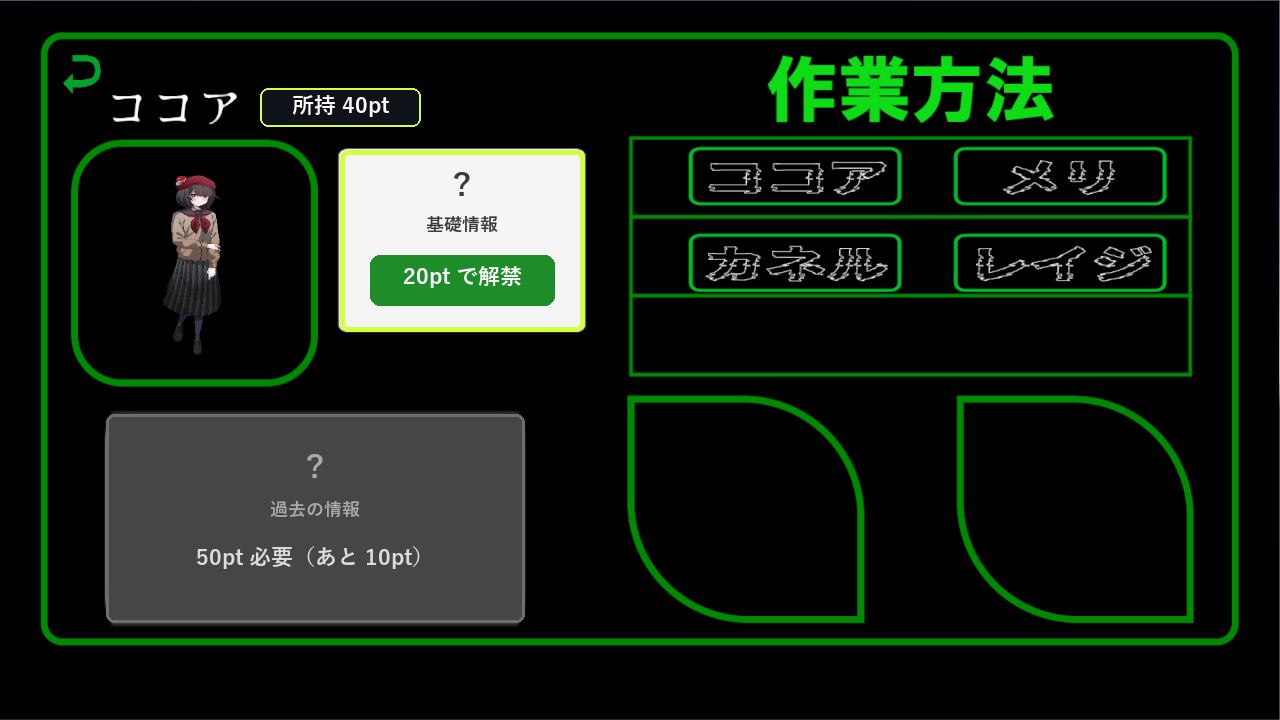 ココア
所持 40pt
?
基礎情報
20pt で解禁
?
過去の情報
50pt 必要（あと 10pt）
作業方法
ココア
メリ
カネル
レイジ